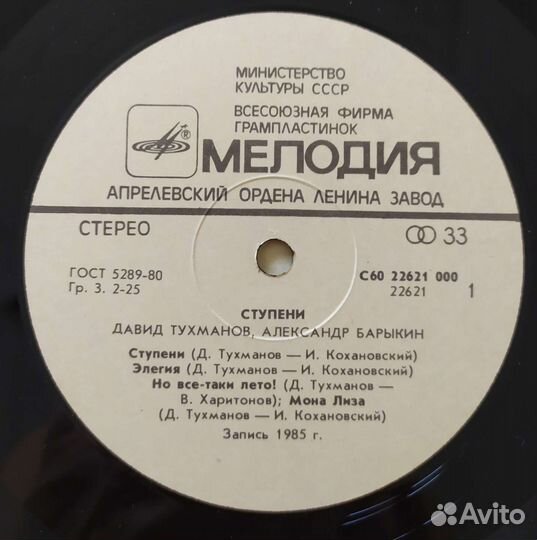 МИНИСТЕРСТВО
КУЛЬТУРЫ СССР
ВСЕСОЮЗНАЯ ФИРМА
ГРАМПЛАСТИНОК
®
МЕЛОДИЯ
АПРЕЛЕВСКИЙ ОРДЕНА ЛЕНИНА ЗАВОД
СТЕРЕО 33
ГОСТ 5289-80 С60 22621 000
Гр. 3. 2-25 22621 1
СТУПЕНИ
ДАВИД ТУХМАНОВ, АЛЕКСАНДР БАРЫКИН
Ступени (Д. Тухманов — И. Кохановский)
Элегия (Д. Тухманов — И. Кохановский)
Но все-таки лето! (Д. Тухманов —
В. Харитонов); Мона Лиза
(Д. Тухманов — И. Кохановский)
Запись 1985 г.
Avito